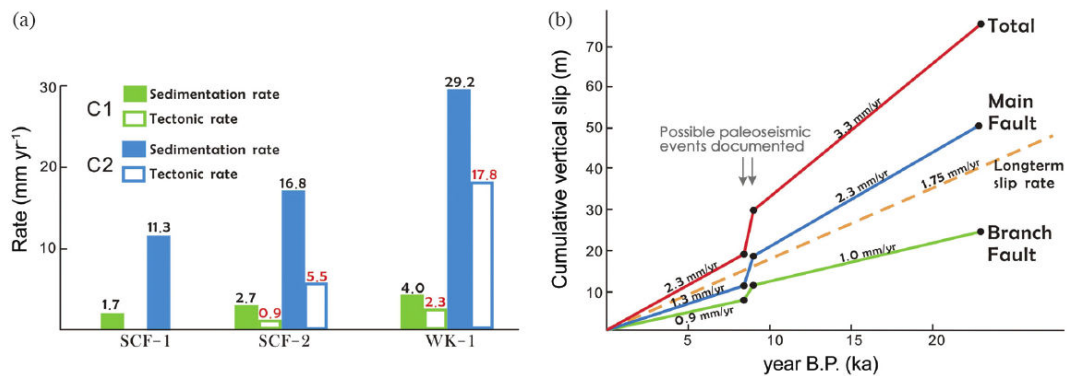 (a)
Rate (mm yr⁻¹)
30
20
10
C1
Sedimentation rate
Tectonic rate
C2
Sedimentation rate
Tectonic rate
1.7
11.3
2.7
0.9
16.8
5.5
4.0
2.3
29.2
17.8
SCF-1
SCF-2
WK-1
(b)
Cumulative vertical slip (m)
70
60
50
40
30
20
10
Possible paleoseismic
events documented
Total
Main
Fault
Longterm
slip rate
Branch
Fault
3.3 mm/yr
2.3 mm/yr
1.75 mm/yr
1.0 mm/yr
2.3 mm/yr
1.3 mm/yr
0.9 mm/yr
5
10
15
20
year B.P. (ka)